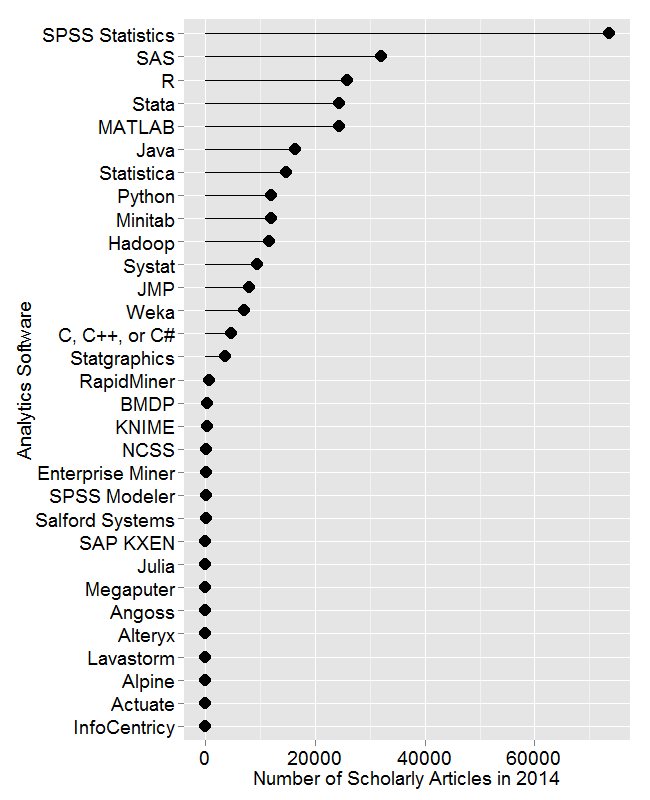 SPSS Statistics
SAS
R
Stata
MATLAB
Java
Statistica
Python
Minitab
Hadoop
Systat
JMP
Weka
C, C++, or C#
Statgraphics
RapidMiner
BMDP
KNIME
NCSS
Enterprise Miner
SPSS Modeler
Salford Systems
SAP KXEN
Julia
Megaputer
Angoss
Alteryx
Lavastorm
Alpine
Actuate
InfoCentricy
Analytics Software
0 20000 40000 60000
Number of Scholarly Articles in 2014